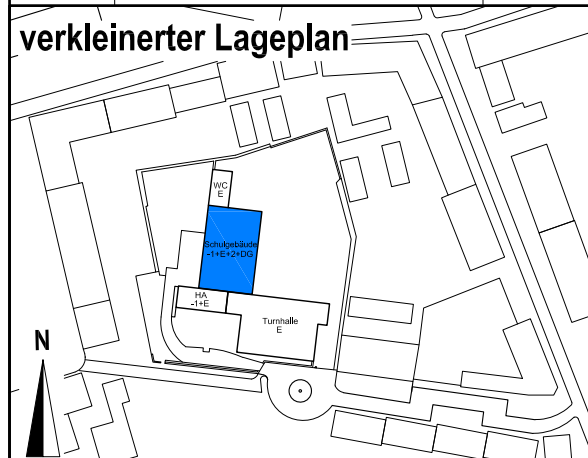 verkleinerter Lageplan
WC
E
Schulgebäude
-1+E+2+DG
HA
-1+E
Turnhalle
E
N